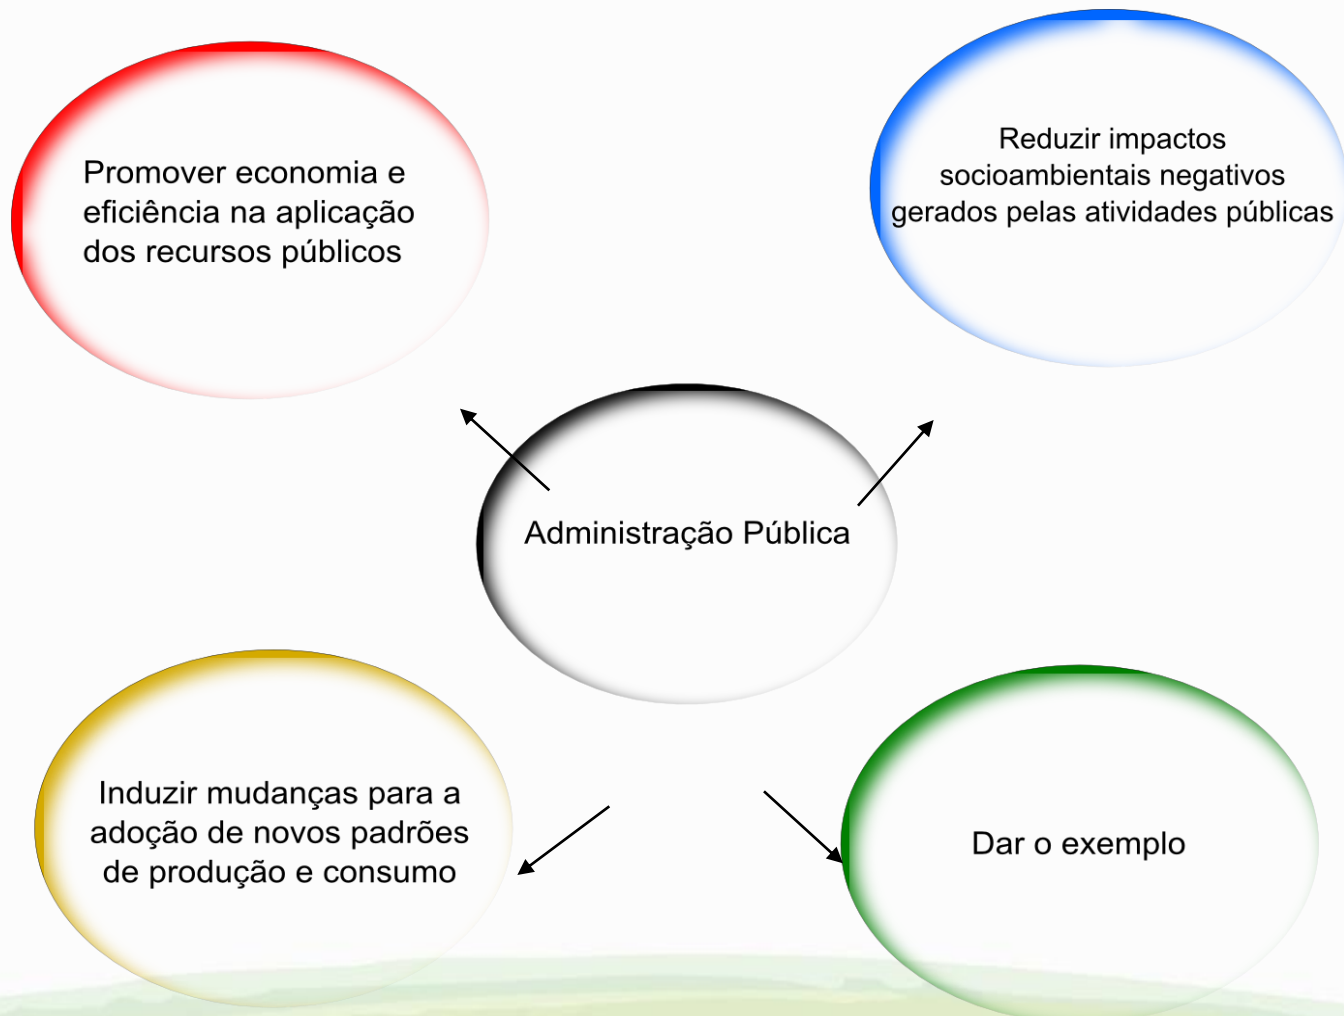 Promover economia e
eficiência na aplicação
dos recursos públicos
Reduzir impactos
socioambientais negativos
gerados pelas atividades públicas
Administração Pública
Induzir mudanças para a
adoção de novos padrões
de produção e consumo
Dar o exemplo